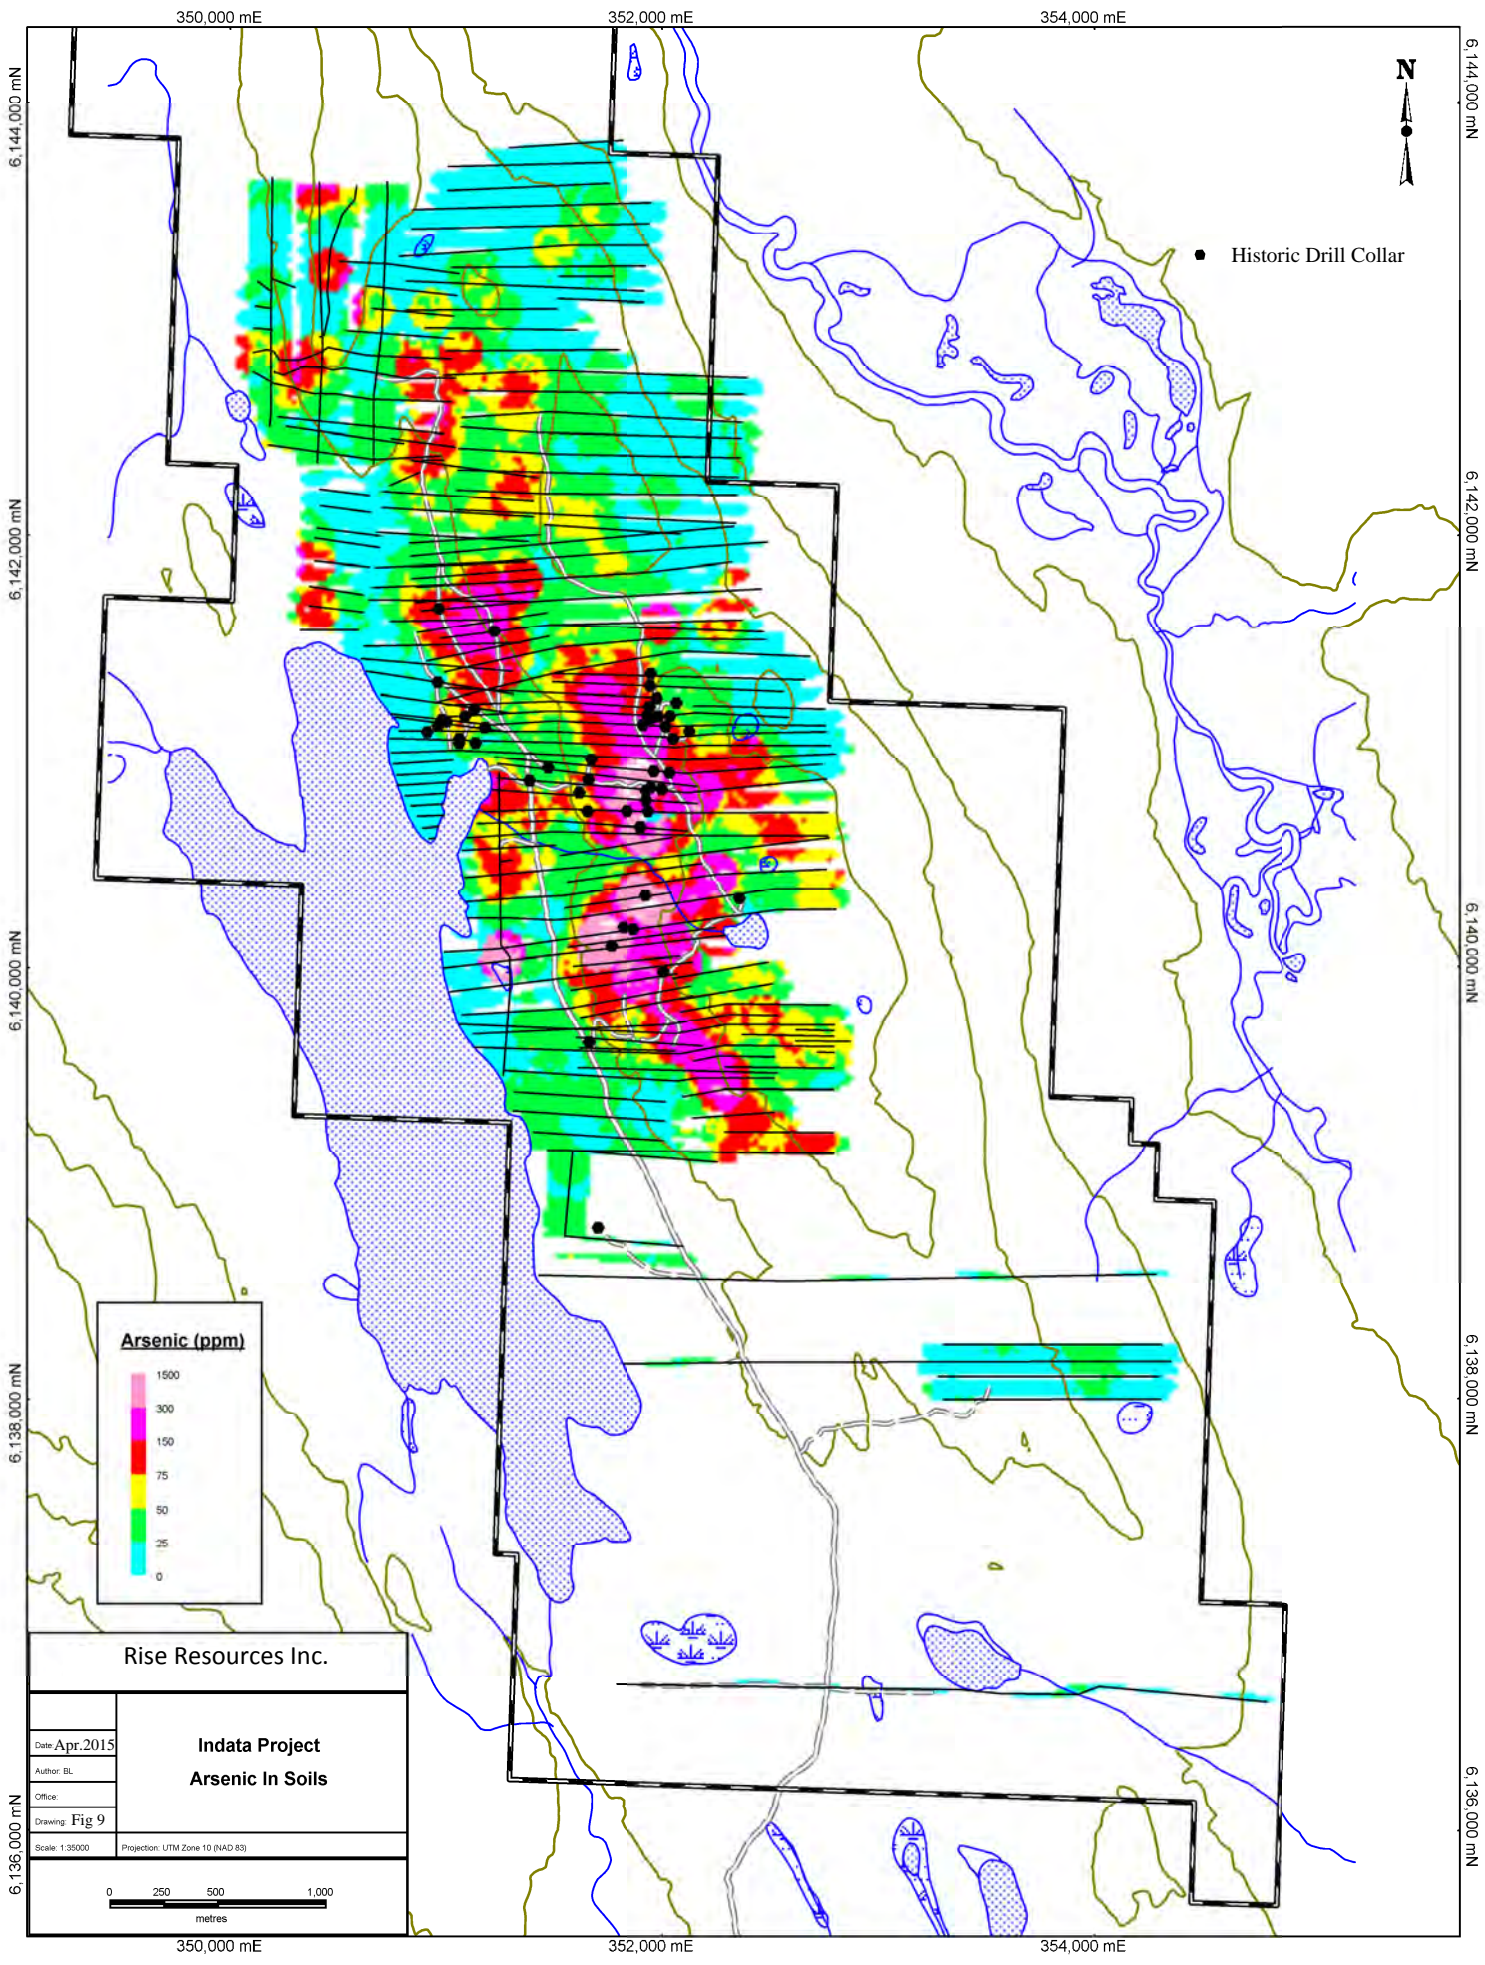 350,000 mE
352,000 mE
354,000 mE
6,144,000 mN
6,144,000 mN
N
Historic Drill Collar
6,142,000 mN
6,142,000 mN
6,140,000 mN
6,140,000 mN
6,138,000 mN
6,138,000 mN
Arsenic (ppm)
1500
300
150
75
50
25
0
Rise Resources Inc.
Date: Apr.2015
Author: BL
Office:
Drawing: Fig 9
Scale: 1:35000
Indata Project
Arsenic In Soils
Projection: UTM Zone 10 (NAD 83)
0 250 500 1,000
metres
6,136,000 mN
6,136,000 mN
350,000 mE
352,000 mE
354,000 mE